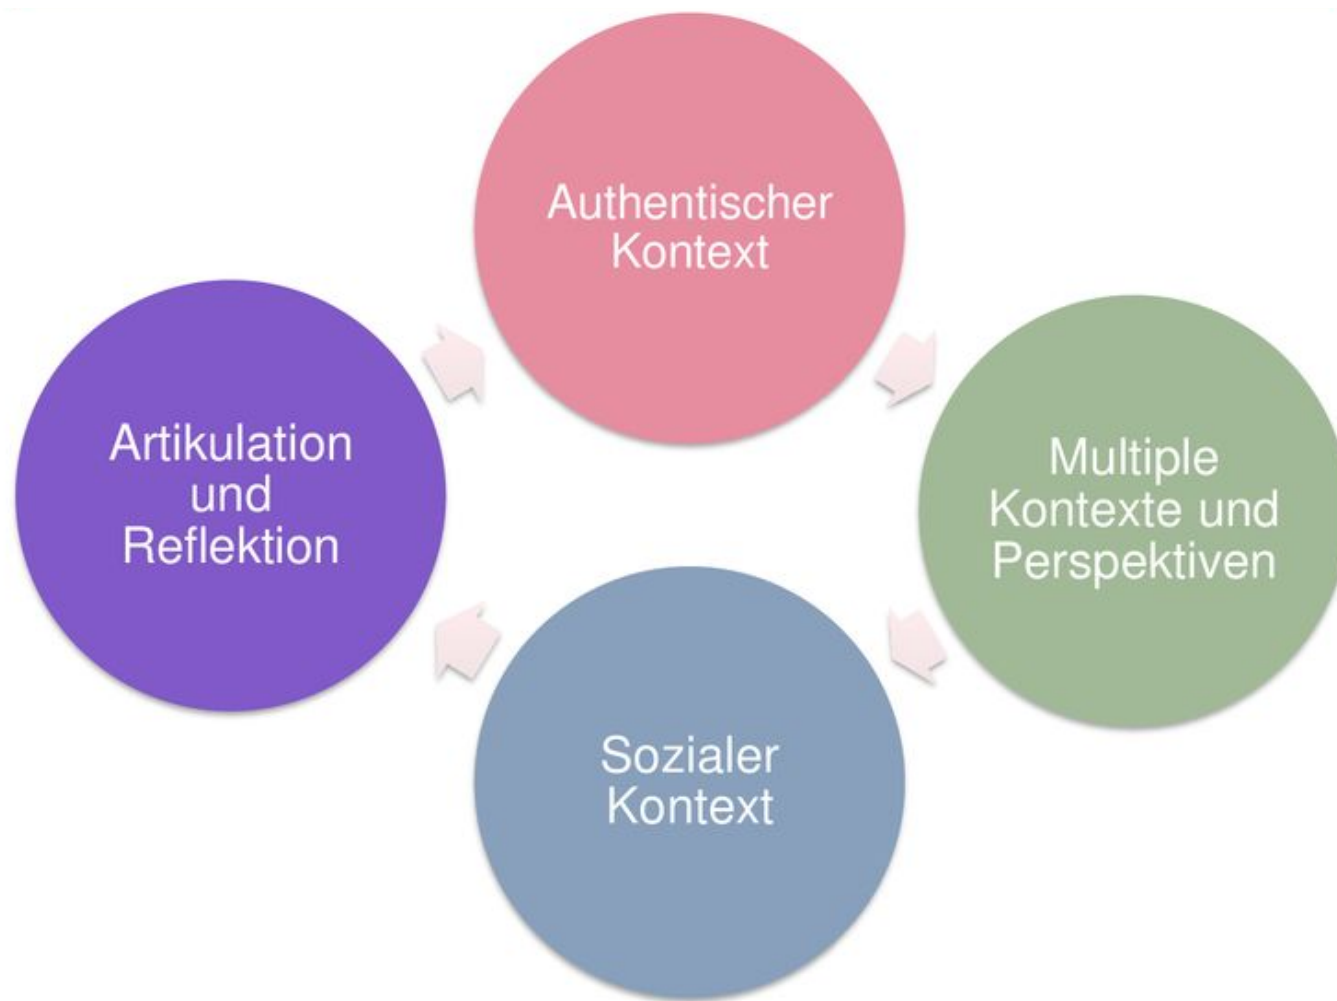 Authentischer
Kontext
Multiple
Kontexte und
Perspektiven
Sozialer
Kontext
Artikulation
und
Reflektion